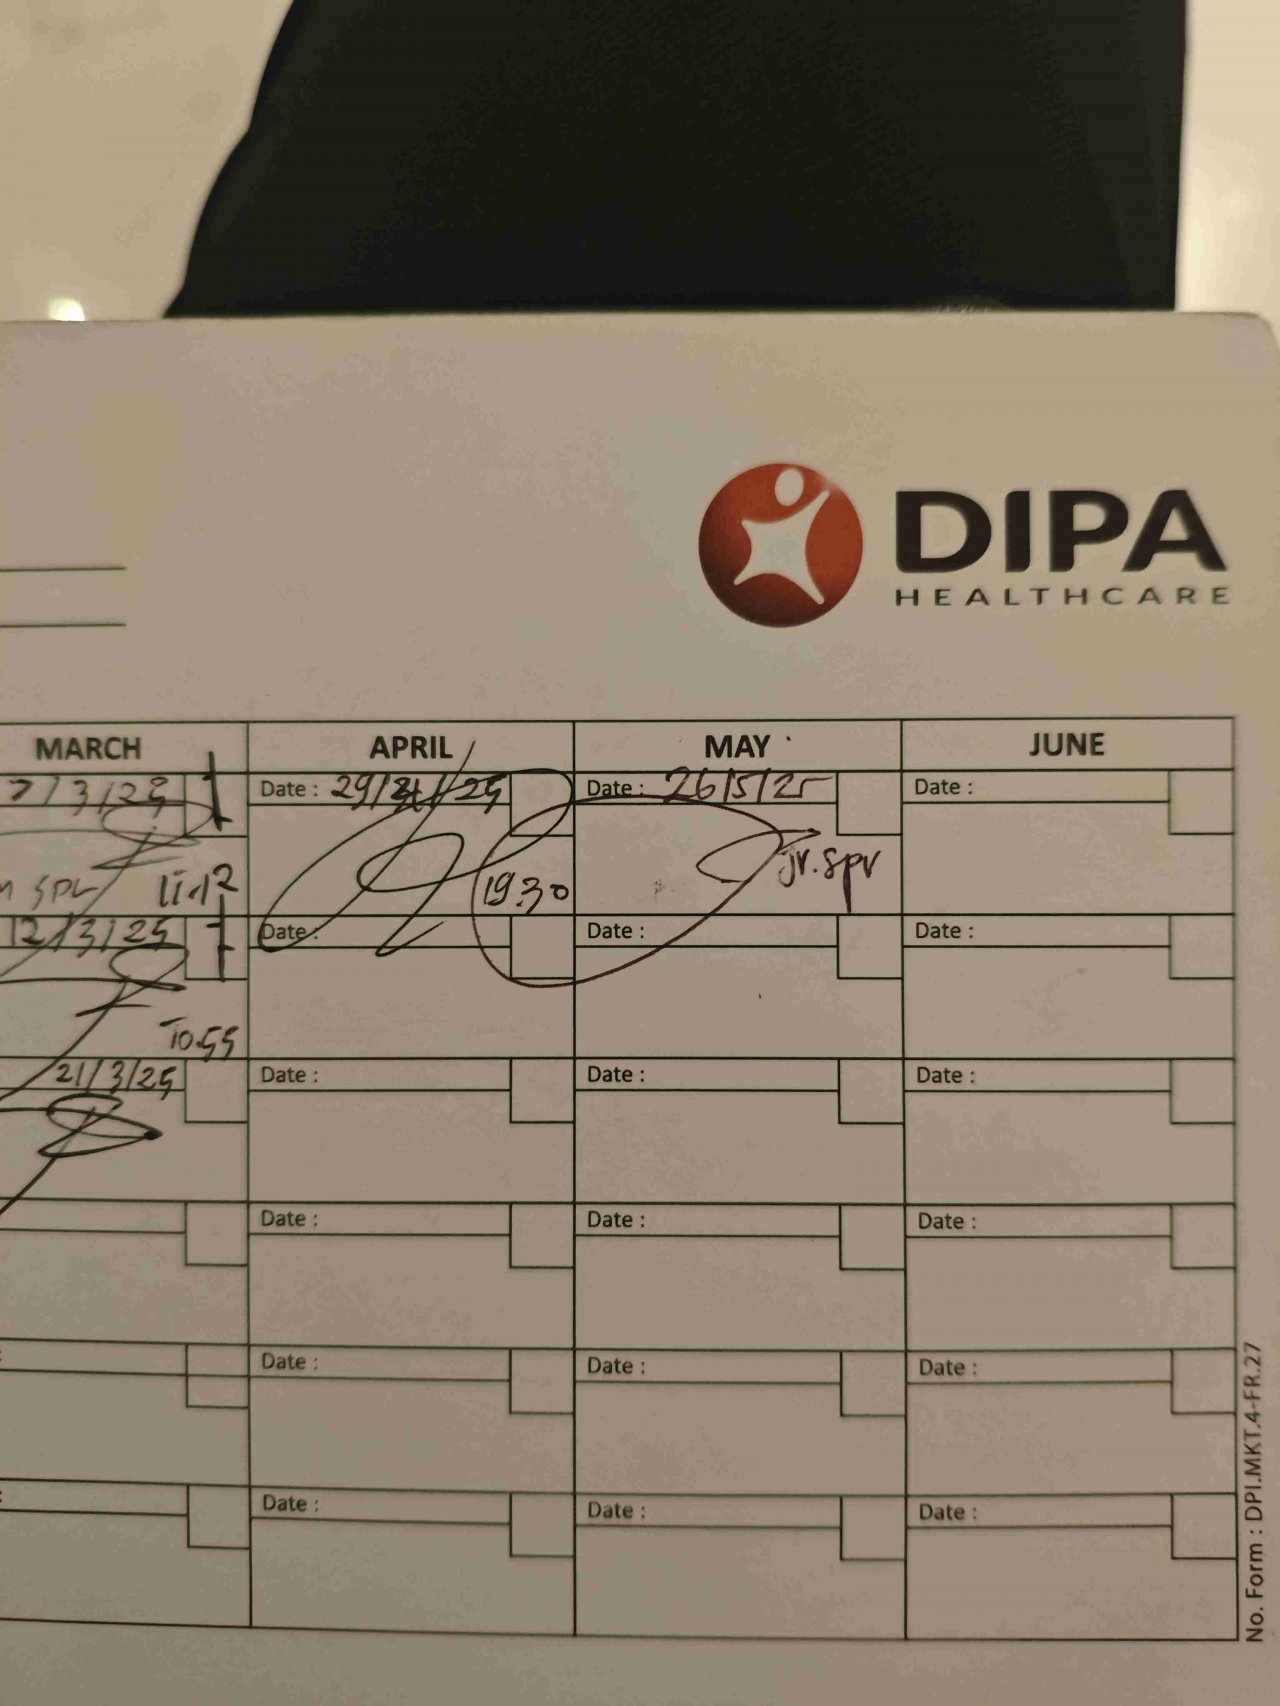 DIPA
HEALTHCARE
MARCH APRIL MAY JUNE
7/3/25 Date : 29/4/25 Date : 26/5/25 Date :
SPV 19.30 jr. spv
12/3/25 Date : Date : Date :
10.55
21/3/25 Date : Date : Date :
Date : Date : Date :
Date : Date : Date :
Date : Date : Date :
No. Form : DPI.MKT.4-FR.27